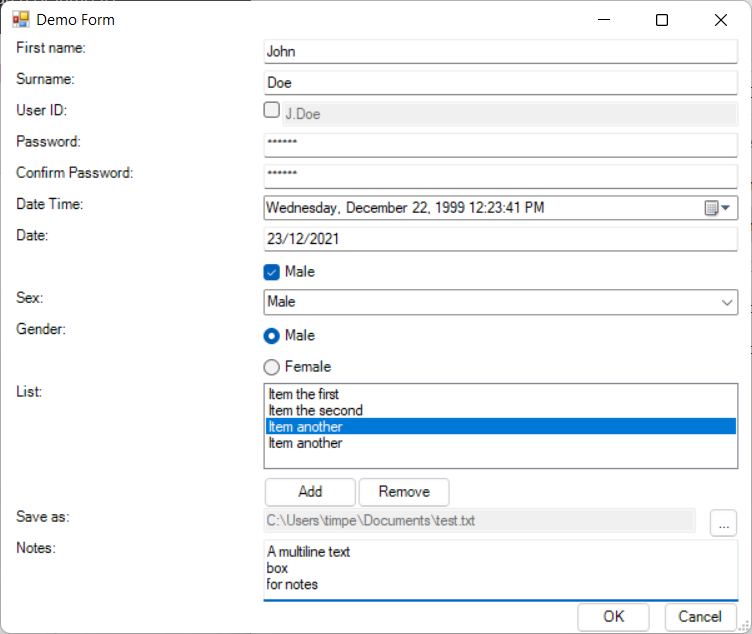 Demo Form
First name: John
Surname: Doe
User ID: J.Doe
Password: ******
Confirm Password: ******
Date Time: Wednesday, December 22, 1999 12:23:41 PM
Date: 23/12/2021
Male
Sex: Male
Gender: Male
Female
List: Item the first
Item the second
Item another
Item another
Add Remove
Save as: C:\Users\timpe\Documents\test.txt ...
Notes: A multiline text
box
for notes
OK Cancel